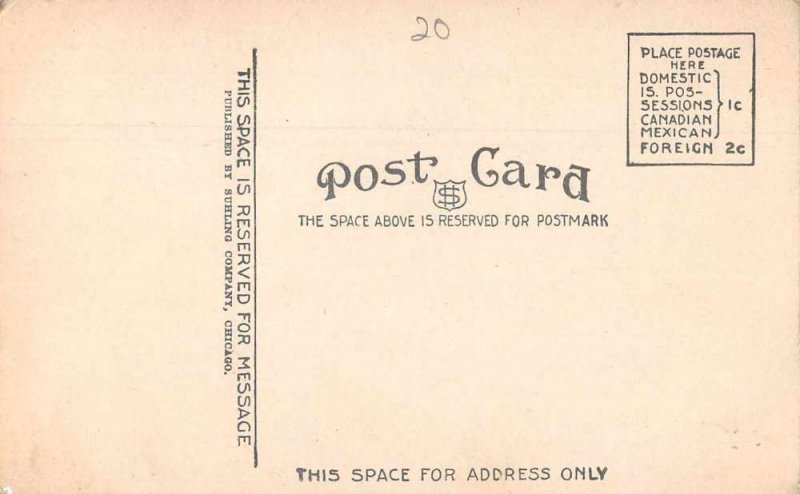 20
PLACE POSTAGE
HERE
DOMESTIC
IS. POS-
SESSIONS
CANADIAN
MEXICAN
1c
FOREIGN 2c
Post Card
THE SPACE ABOVE IS RESERVED FOR POSTMARK
THIS SPACE IS RESERVED FOR MESSAGE
PUBLISHED BY SUHLING COMPANY, CHICAGO.
THIS SPACE FOR ADDRESS ONLY